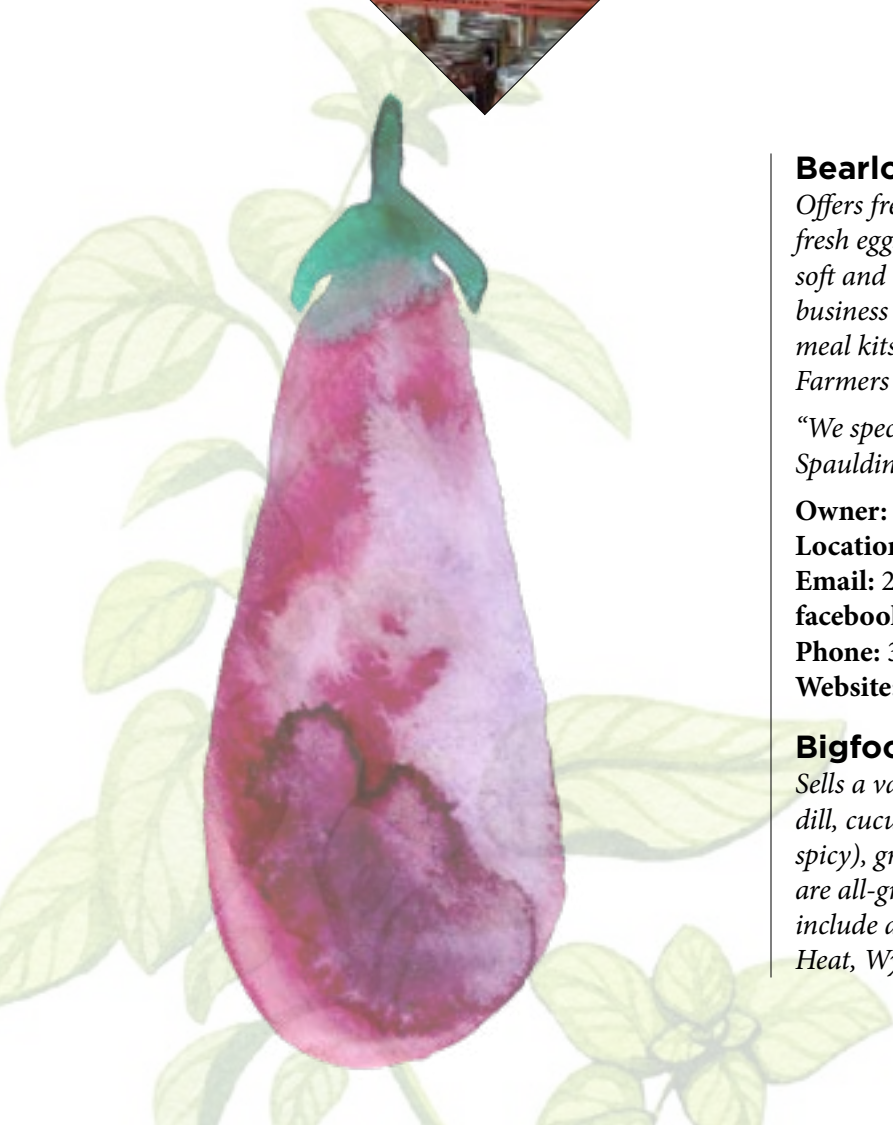 Bearlo
Offers fre
fresh egg
soft and
business
meal kits
Farmers
“We spec
Spauldin
Owner:
Location
Email: 2
facebook
Phone: 3
Website:
Bigfoo
Sells a va
dill, cucu
spicy), gr
are all-gr
include a
Heat, Wy